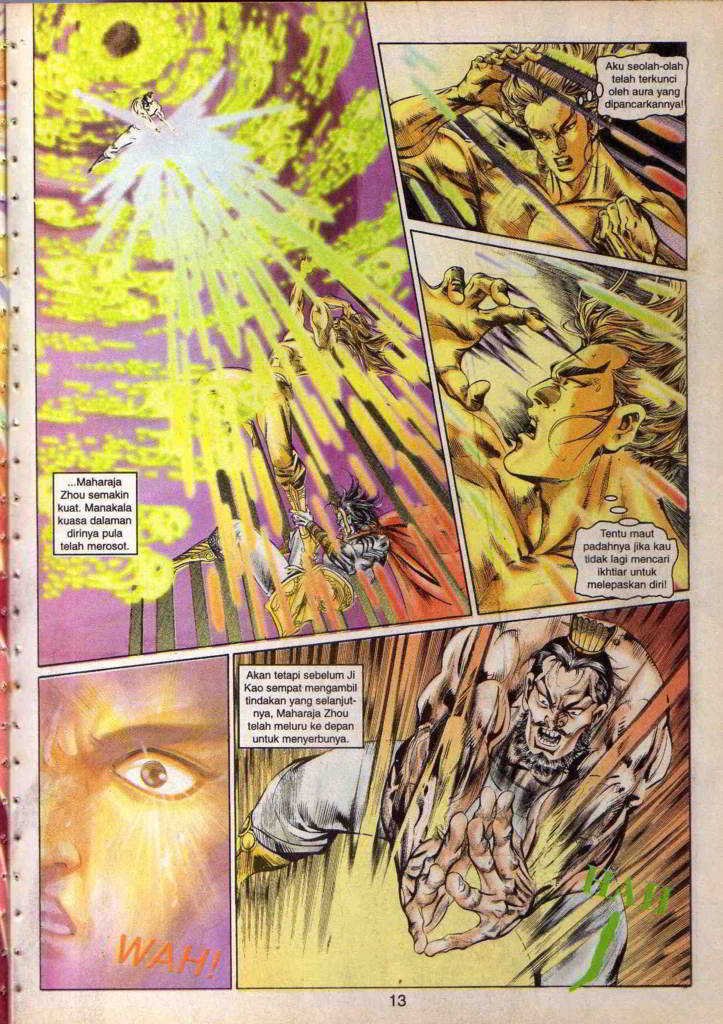 ...Maharaja
Zhou semakin
kuat. Manakala
kuasa dalaman
dirinya pula
telah merosot.
Aku seolah-olah
telah terkunci
oleh aura yang
dipancarkannya!
Tentu maut
padahnya jika kau
tidak lagi mencari
ikhtiar untuk
melepaskan diri!
WAH!
Akan tetapi sebelum Ji
Kao sempat mengambil
tindakan yang selanjut-
nya, Maharaja Zhou
telah meluru ke depan
untuk menyerbunya.
HAH
!
13